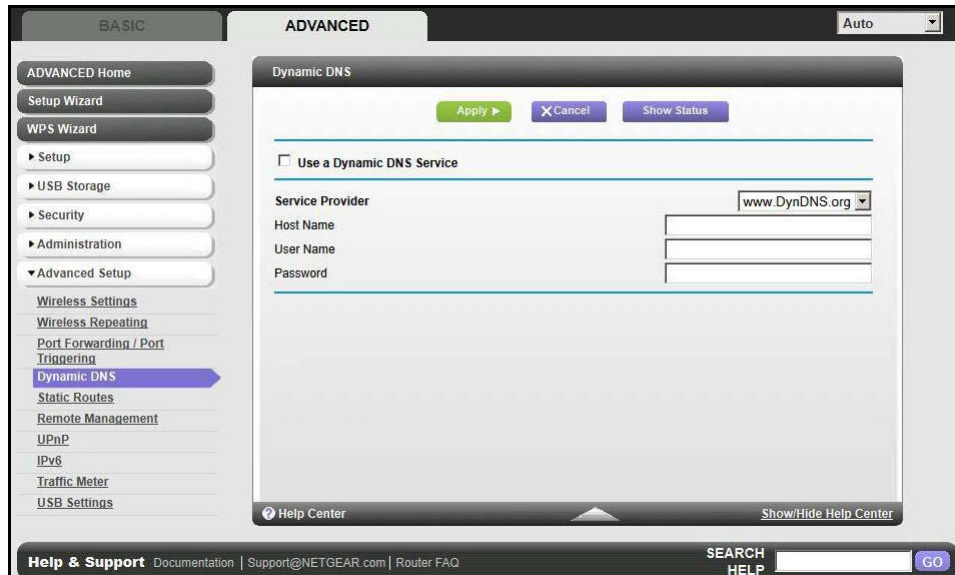 BASIC
ADVANCED
Auto
ADVANCED Home
Setup Wizard
WPS Wizard
Setup
USB Storage
Security
Administration
Advanced Setup
Wireless Settings
Wireless Repeating
Port Forwarding / Port
Triggering
Dynamic DNS
Static Routes
Remote Management
UPnP
IPv6
Traffic Meter
USB Settings
Dynamic DNS
Apply
Cancel
Show Status
Use a Dynamic DNS Service
Service Provider
www.DynDNS.org
Host Name
User Name
Password
Help Center
Show/Hide Help Center
Help & Support Documentation | Support@NETGEAR.com | Router FAQ
SEARCH
HELP
GO